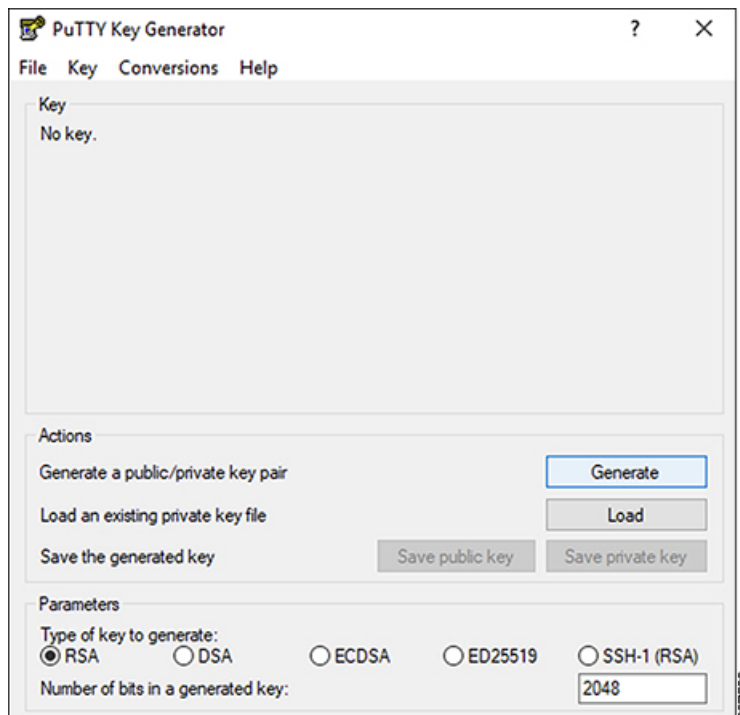 PuTTY Key Generator ? ×
File Key Conversions Help
Key
No key.
Actions
Generate a public/private key pair Generate
Load an existing private key file Load
Save the generated key Save public key Save private key
Parameters
Type of key to generate:
RSA DSA ECDSA ED25519 SSH-1 (RSA)
Number of bits in a generated key: 2048